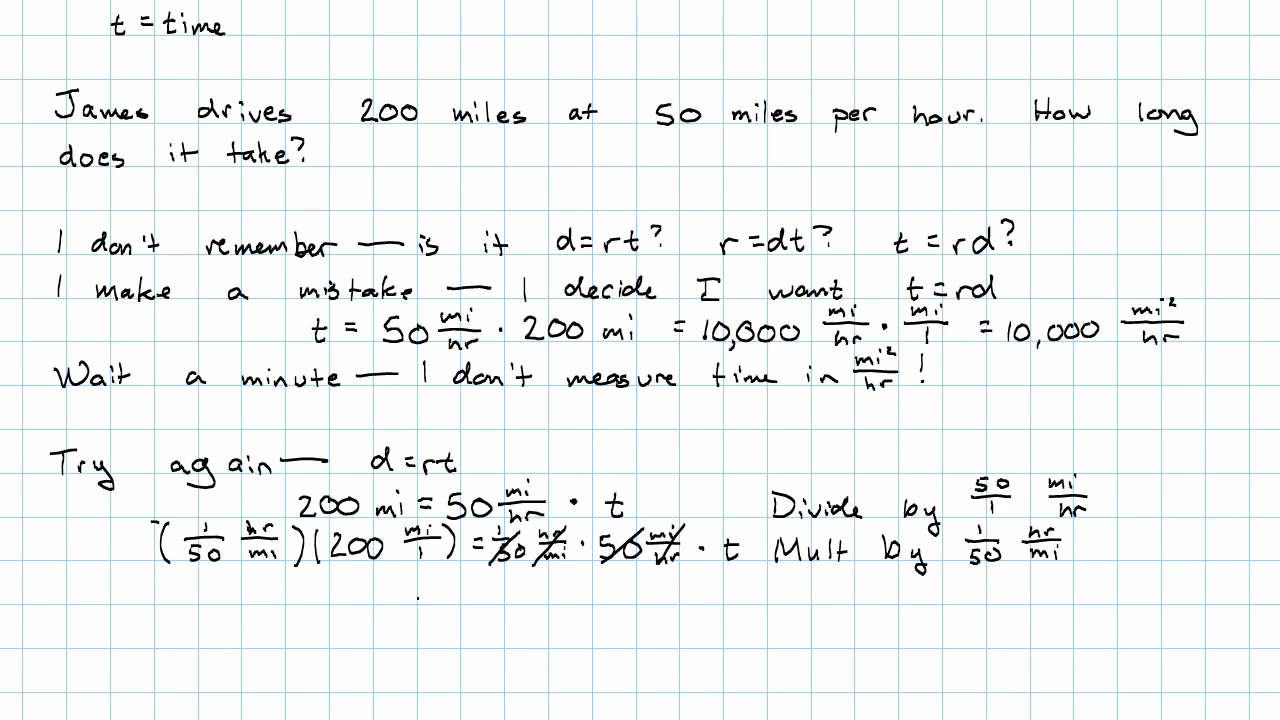 t = time
James drives 200 miles at 50 miles per hour. How long
does it take?
I don't remember — is it d=rt? r=dt? t=rd?
I make a mistake — I decide I want t=rd
t = 50 mi/hr · 200 mi = 10,000 mi/hr · mi/1 = 10,000 mi²/hr
Wait a minute — I don't measure time in mi²/hr !
Try again — d=rt
200 mi = 50 mi/hr · t Divide by 50/1 mi/hr
(1/50 hr/mi)(200 mi/1) = 1/50 hr/mi · 50 mi/hr · t Mult by 1/50 hr/mi